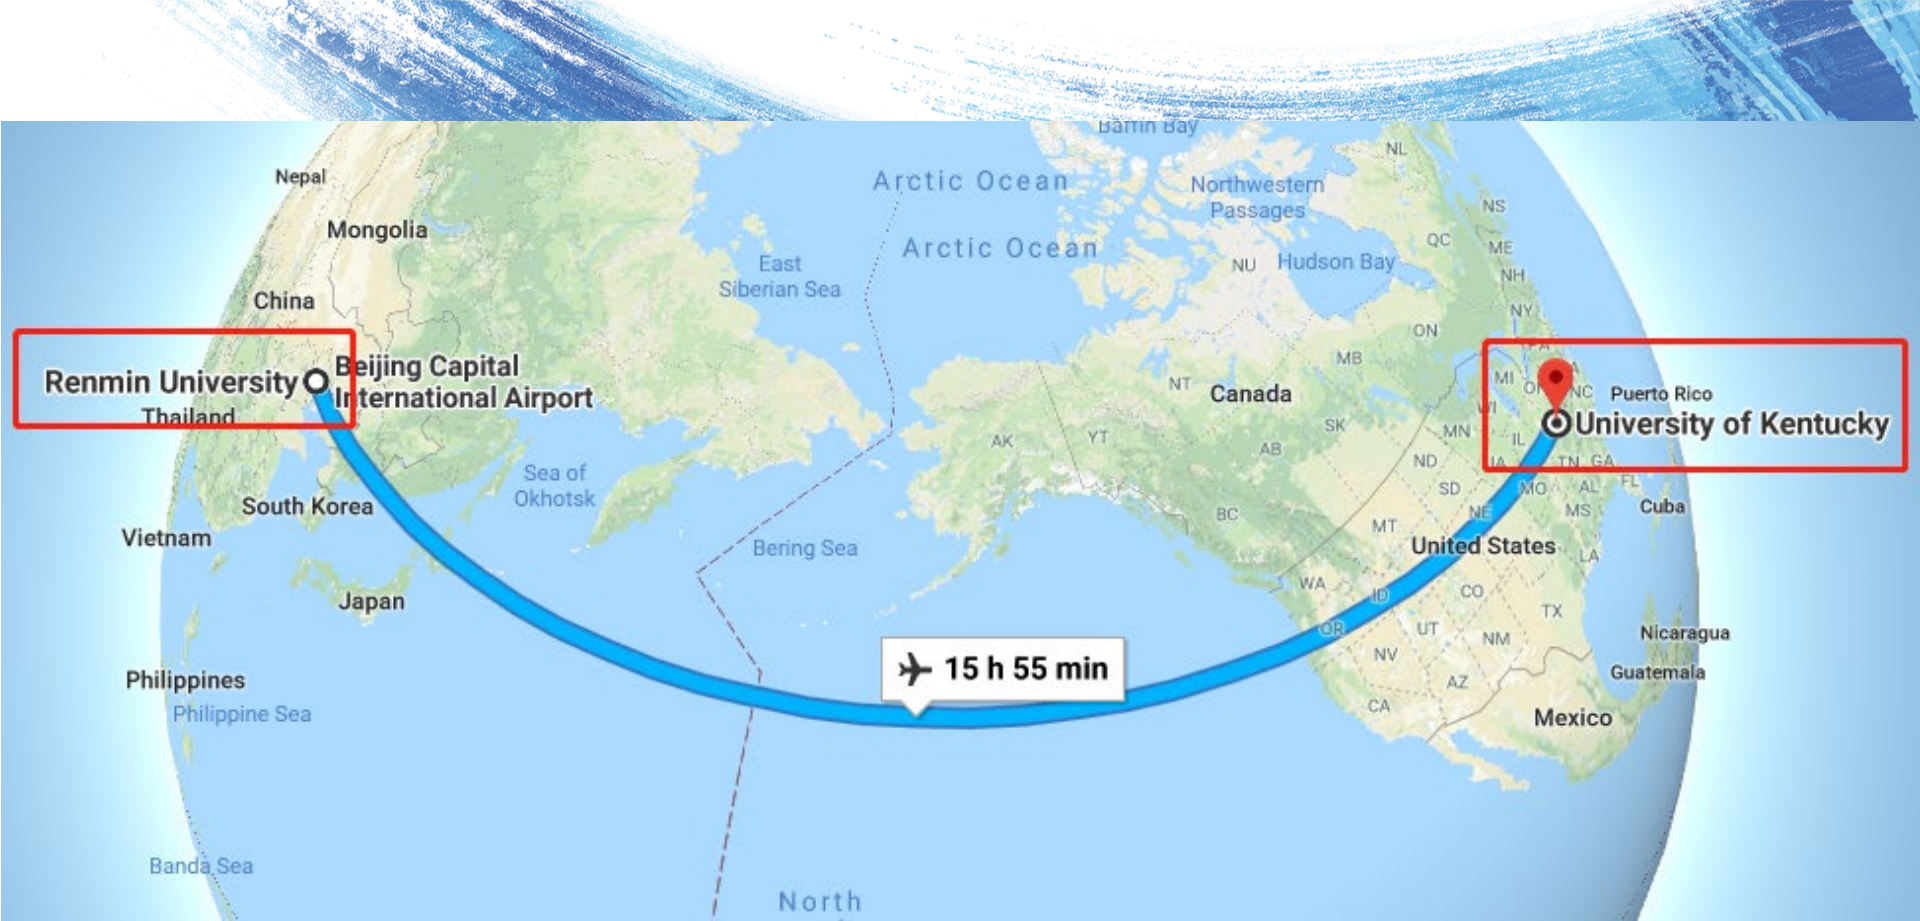 Baffin Bay
NL
Arctic Ocean
Nepal
Northwestern
Passages
NS
Mongolia
QC
ME
Arctic Ocean
East
Siberian Sea
NU
Hudson Bay
NH
China
NY
ON
MB
Beijing Capital
International Airport
Renmin University
MI
NC
Puerto Rico
NT
Canada
Thailand
WI
University of Kentucky
SK
MN
AK
YT
IL
AB
ND
IA
TN
GA
Sea of
Okhotsk
SD
MO
AL
FL
South Korea
BC
NE
MS
Cuba
MT
Vietnam
Bering Sea
United States
LA
WA
ID
CO
Japan
TX
OR
UT
NM
Nicaragua
NV
15 h 55 min
Guatemala
Philippines
AZ
Philippine Sea
CA
Mexico
Banda Sea
North